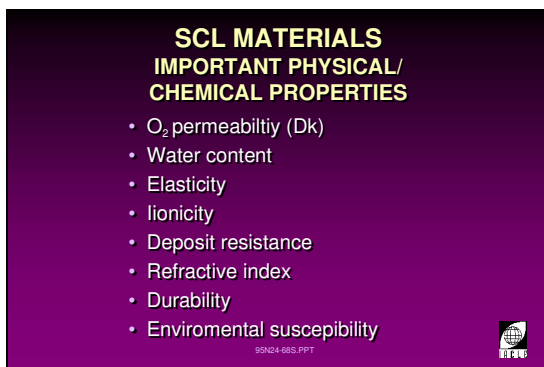 SCL MATERIALS
IMPORTANT PHYSICAL/
CHEMICAL PROPERTIES
• O₂ permeabiltiy (Dk)
• Water content
• Elasticity
• Iionicity
• Deposit resistance
• Refractive index
• Durability
• Enviromental suscepibility
95N24-68S.PPT
IACLE